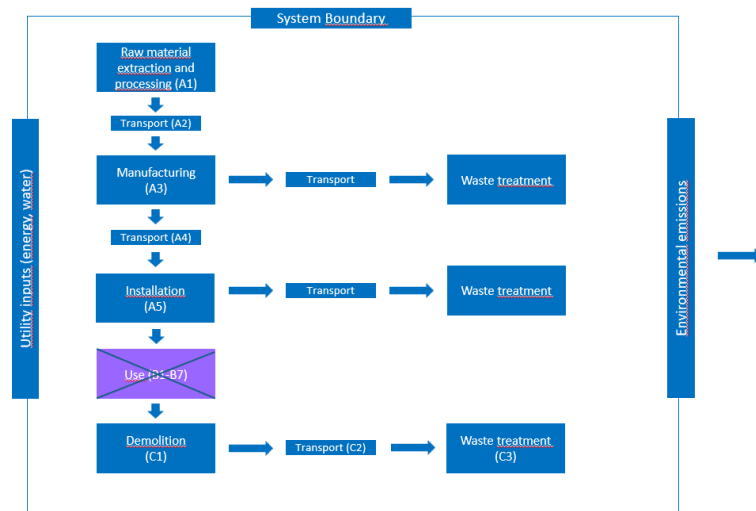 System Boundary
Raw material
extraction and
processing (A1)
Transport (A2)
Manufacturing
(A3)
Transport
Waste treatment
Transport (A4)
Installation
(A5)
Transport
Waste treatment
Use (B1-B7)
Demolition
(C1)
Transport (C2)
Waste treatment
(C3)
Utility inputs (energy, water)
Environmental emissions